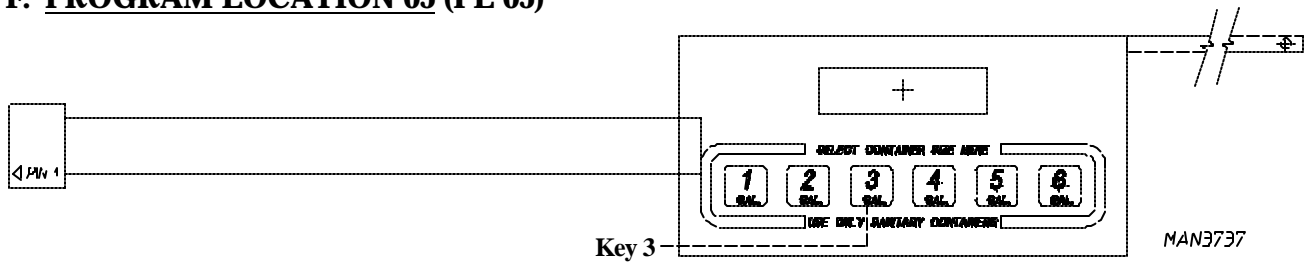 F. PROGRAM LOCATION 03 (PL 03)
SELECT CONTAINER SIZE HERE
1 2 3 4 5 6
GAL. GAL. GAL. GAL. GAL. GAL.
USE ONLY SANITARY CONTAINERS
PIN 1
Key 3
MAN3737